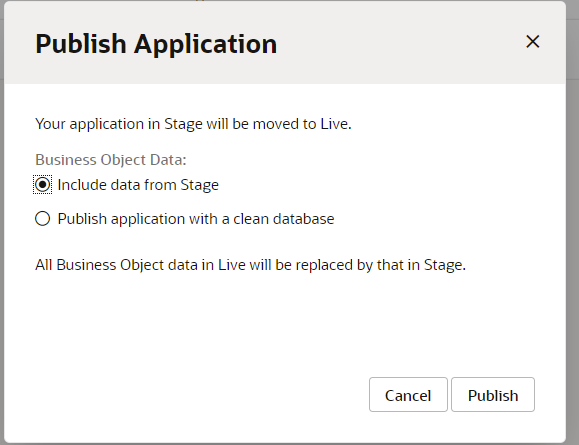 Publish Application
Your application in Stage will be moved to Live.
Business Object Data:
Include data from Stage
Publish application with a clean database
All Business Object data in Live will be replaced by that in Stage.
Cancel
Publish